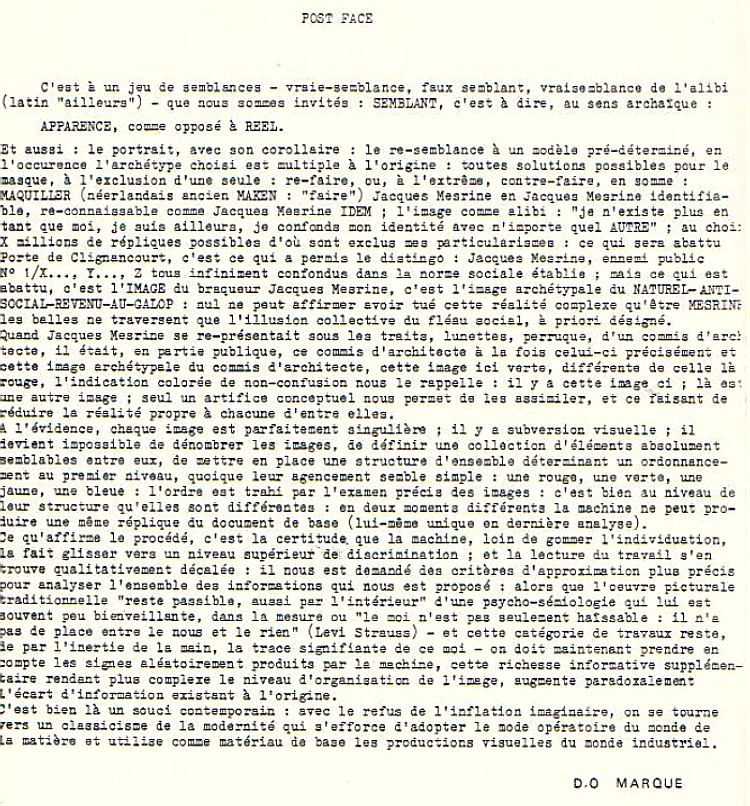 POST FACE
C'est à un jeu de semblances - vraie-semblance, faux semblant, vraisemblance de l'alibi
(latin "ailleurs") - que nous sommes invités : SEMBLANT, c'est à dire, au sens archaïque :
APPARENCE, comme opposé à REEL.
Et aussi : le portrait, avec son corollaire : le re-semblance à un modèle pré-déterminé, en
l'occurence l'archétype choisi est multiple à l'origine : toutes solutions possibles pour le
masque, à l'exclusion d'une seule : re-faire, ou, à l'extrême, contre-faire, en somme :
MAQUILLER (néerlandais ancien MAKEN : "faire") Jacques Mesrine en Jacques Mesrine identifia-
ble, re-connaissable comme Jacques Mesrine IDEM ; l'image comme alibi : "je n'existe plus en
tant que moi, je suis ailleurs, je confonds mon identité avec n'importe quel AUTRE" ; au choi
X millions de répliques possibles d'où sont exclus mes particularismes : ce qui sera abattu
Porte de Clignancourt, c'est ce qui a permis le distingo : Jacques Mesrine, ennemi public
N° 1/X..., Y..., Z tous infiniment confondus dans la norme sociale établie ; mais ce qui est
abattu, c'est l'IMAGE du braqueur Jacques Mesrine, c'est l'image archétypale du NATUREL-ANTI-
SOCIAL-REVENU-AU-GALOP : nul ne peut affirmer avoir tué cette réalité complexe qu'être MESRINE
les balles ne traversent que l'illusion collective du fléau social, à priori désigné.
Quand Jacques Mesrine se re-présentait sous les traits, lunettes, perruque, d'un commis d'archi
tecte, il était, en partie publique, ce commis d'architecte à la fois celui-ci précisément et
cette image archétypale du commis d'architecte, cette image ici verte, différente de celle là
rouge, l'indication colorée de non-confusion nous le rappelle : il y a cette image ci ; là est
une autre image ; seul un artifice conceptuel nous permet de les assimiler, et ce faisant de
réduire la réalité propre à chacune d'entre elles.
A l'évidence, chaque image est parfaitement singulière ; il y a subversion visuelle ; il
devient impossible de dénombrer les images, de définir une collection d'éléments absolument
semblables entre eux, de mettre en place une structure d'ensemble déterminant un ordonnance-
ment au premier niveau, quoique leur agencement semble simple : une rouge, une verte, une
jaune, une bleue : l'ordre est trahi par l'examen précis des images : c'est bien au niveau de
leur structure qu'elles sont différentes : en deux moments différents la machine ne peut pro-
duire une même réplique du document de base (lui-même unique en dernière analyse).
Ce qu'affirme le procédé, c'est la certitude que la machine, loin de gommer l'individuation,
la fait glisser vers un niveau supérieur de discrimination ; et la lecture du travail s'en
trouve qualitativement décalée : il nous est demandé des critères d'approximation plus précis
pour analyser l'ensemble des informations qui nous est proposé : alors que l'oeuvre picturale
traditionnelle "reste passible, aussi par l'intérieur" d'une psycho-sémiologie qui lui est
souvent peu bienveillante, dans la mesure ou "le moi n'est pas seulement haïssable : il n'a
pas de place entre le nous et le rien" (Levi Strauss) - et cette catégorie de travaux reste,
de par l'inertie de la main, la trace signifiante de ce moi - on doit maintenant prendre en
compte les signes aléatoirement produits par la machine, cette richesse informative supplémen-
taire rendant plus complexe le niveau d'organisation de l'image, augmente paradoxalement
l'écart d'information existant à l'origine.
C'est bien là un souci contemporain : avec le refus de l'inflation imaginaire, on se tourne
vers un classicisme de la modernité qui s'efforce d'adopter le mode opératoire du monde de
la matière et utilise comme matériau de base les productions visuelles du monde industriel.
D.O MARQUE